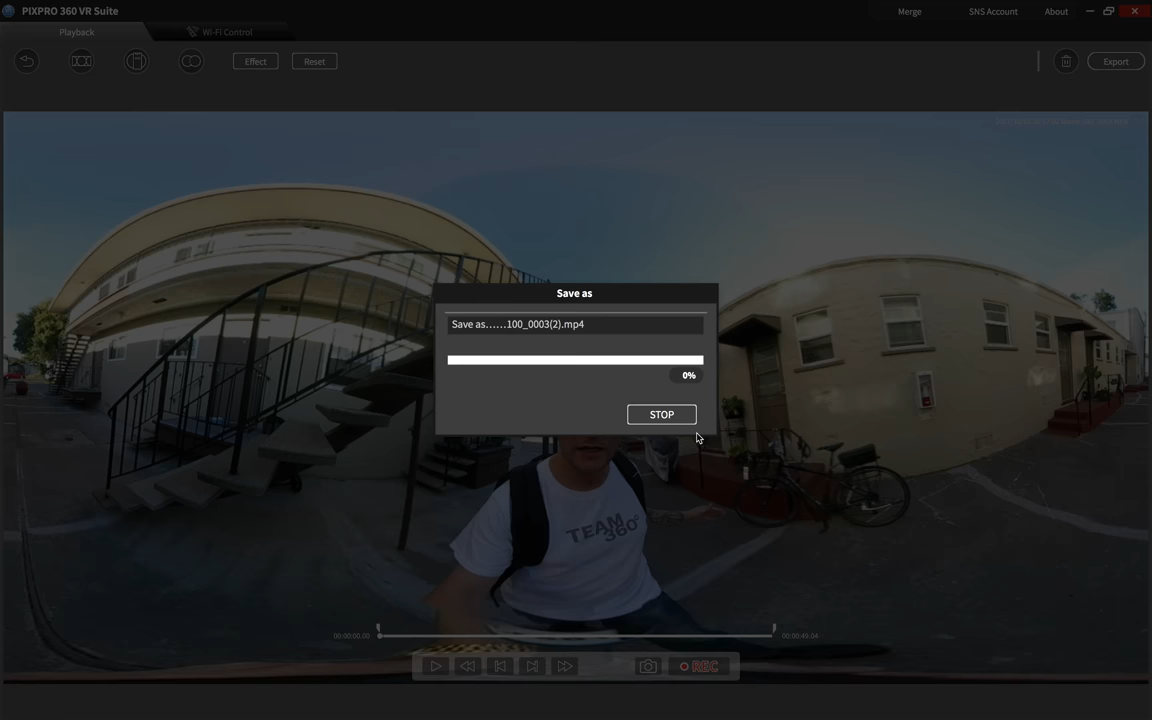 PIXPRO 360 VR Suite
Merge
SNS Account
About
Playback
Wi-Fi Control
Effect
Reset
Export
Save as
Save as......100_0003(2).mp4
0%
STOP
TEAM
360°
00:00:00.00
00:00:49.04
REC